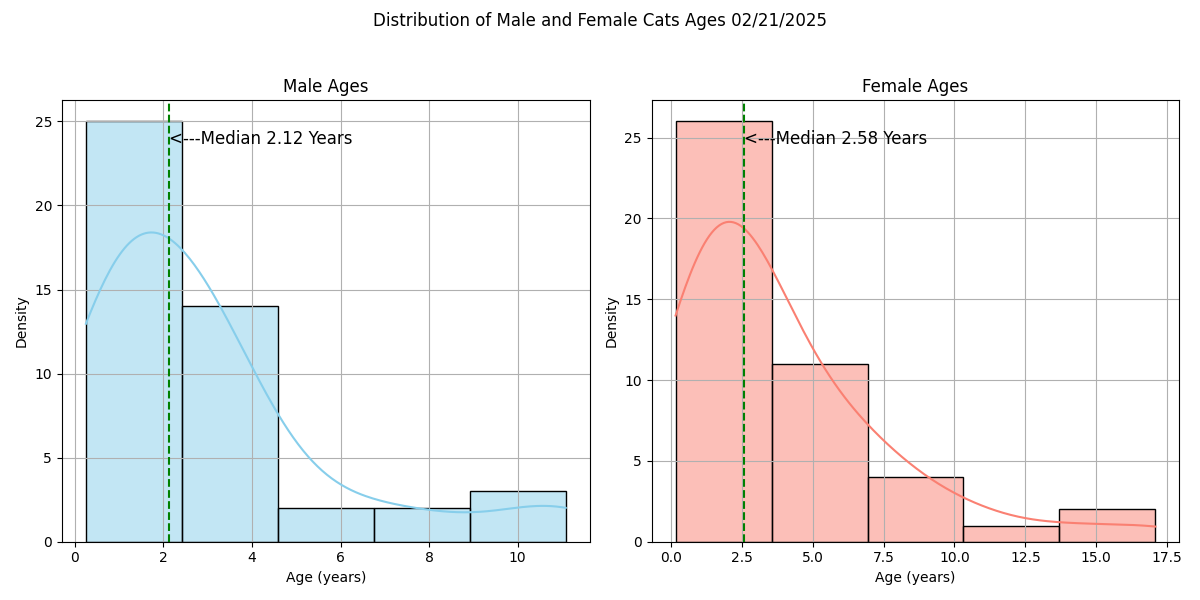 Distribution of Male and Female Cats Ages 02/21/2025
Male Ages
25
20
15
10
5
0
Density
<---Median 2.12 Years
0 2 4 6 8 10
Age (years)
Female Ages
25
20
15
10
5
0
Density
<---Median 2.58 Years
0.0 2.5 5.0 7.5 10.0 12.5 15.0 17.5
Age (years)